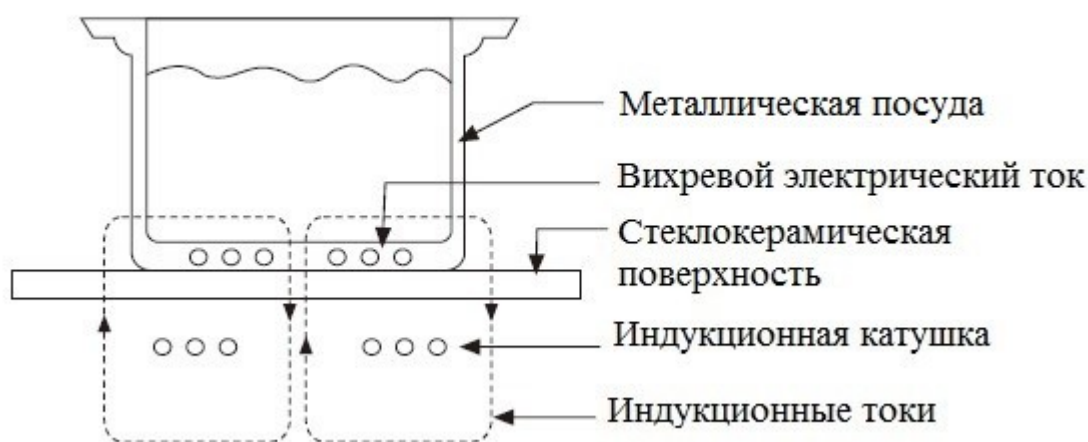 Металлическая посуда
Вихревой электрический ток
Стеклокерамическая
поверхность
Индукционная катушка
Индукционные токи